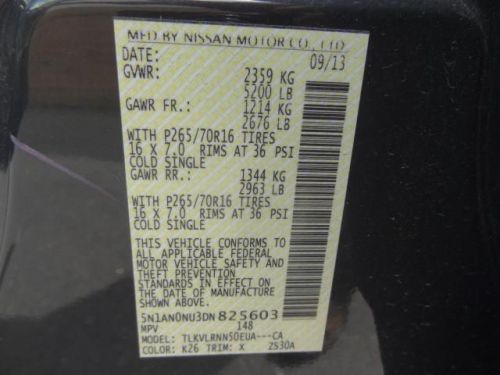 MFD BY NISSAN MOTOR CO., LTD.
DATE: 09/13
GVWR: 2359 KG
5200 LB
GAWR FR.: 1214 KG
2676 LB
WITH P265/70R16 TIRES
16 X 7.0 RIMS AT 36 PSI
COLD SINGLE
GAWR RR.: 1344 KG
2963 LB
WITH P265/70R16 TIRES
16 X 7.0 RIMS AT 36 PSI
COLD SINGLE
THIS VEHICLE CONFORMS TO
ALL APPLICABLE FEDERAL
MOTOR VEHICLE SAFETY AND
THEFT PREVENTION
STANDARDS IN EFFECT ON
THE DATE OF MANUFACTURE
SHOWN ABOVE.
5N1AN0NU3DN825603
MPV 148
MODEL: TLKVLRNN50EUA---CA
COLOR: K26 TRIM: X 2530A